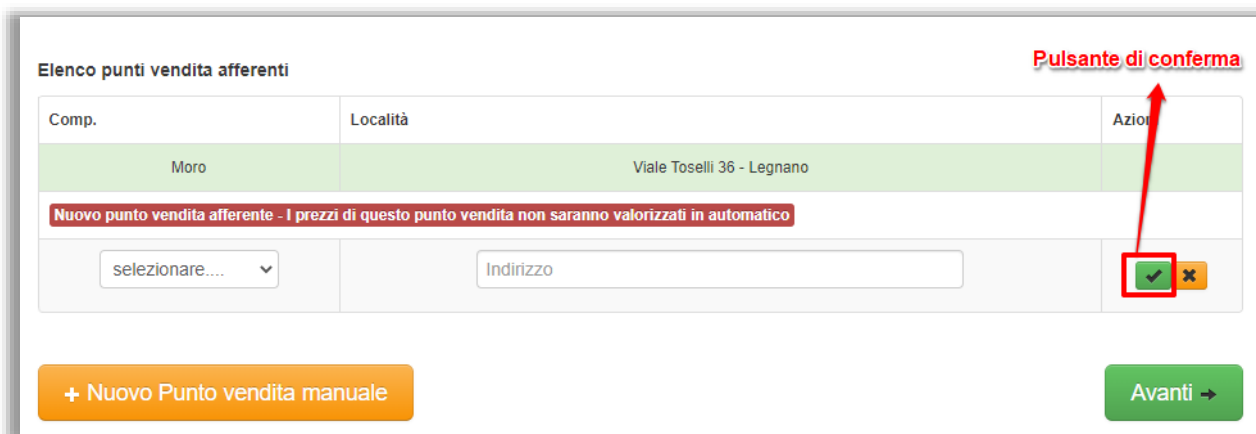 Pulsante di conferma
Elenco punti vendita afferenti
Comp. Località Azioni
Moro Viale Toselli 36 - Legnano
Nuovo punto vendita afferente - I prezzi di questo punto vendita non saranno valorizzati in automatico
selezionare.... Indirizzo
+ Nuovo Punto vendita manuale Avanti →